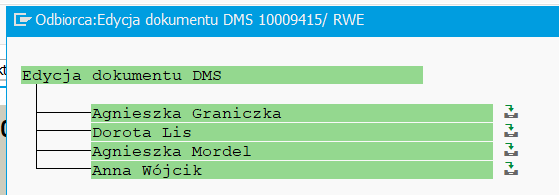 Odbiorca:Edycja dokumentu DMS 10009415/ RWE
Edycja dokumentu DMS
Agnieszka Graniczka
Dorota Lis
Agnieszka Mordel
Anna Wójcik